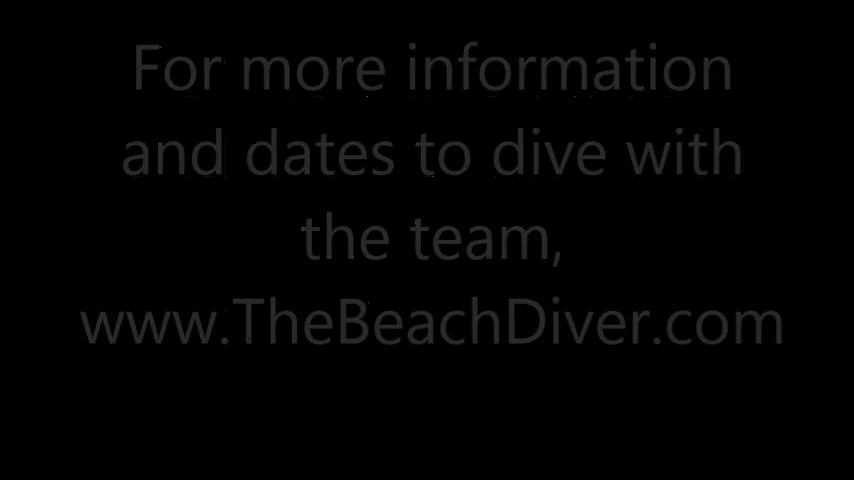 For more information
and dates to dive with
the team,
www.TheBeachDiver.com